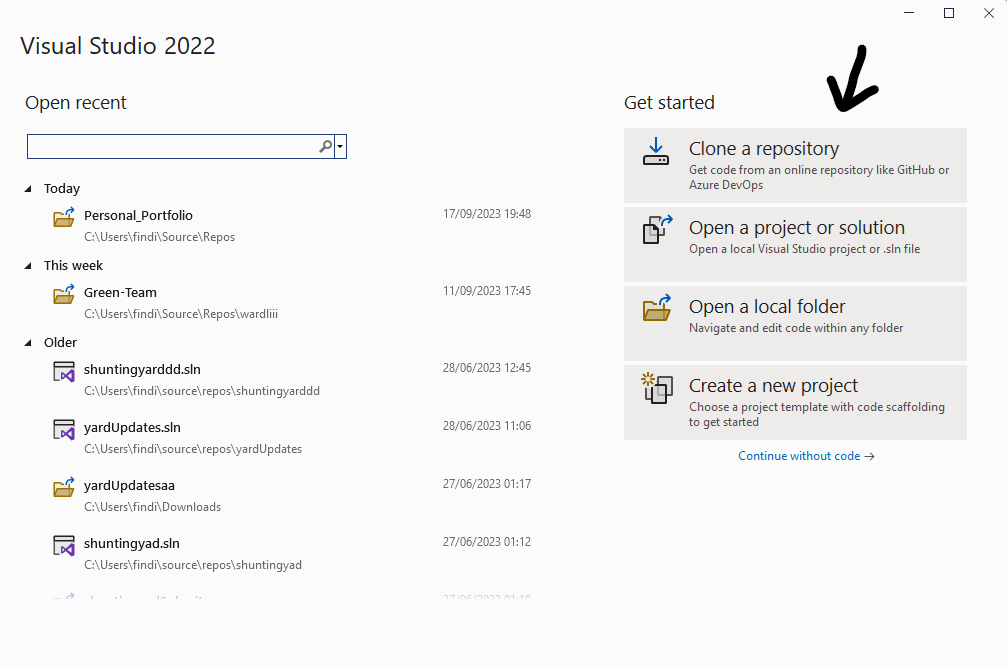 Visual Studio 2022
Open recent
Today
Personal_Portfolio 17/09/2023 19:48
C:\Users\findi\Source\Repos
This week
Green-Team 11/09/2023 17:45
C:\Users\findi\Source\Repos\wardliii
Older
shuntingyarddd.sln 28/06/2023 12:45
C:\Users\findi\source\repos\shuntingyarddd
yardUpdates.sln 28/06/2023 11:06
C:\Users\findi\source\repos\yardUpdates
yardUpdatesaa 27/06/2023 01:17
C:\Users\findi\Downloads
shuntingyad.sln 27/06/2023 01:12
C:\Users\findi\source\repos\shuntingyad
Get started
Clone a repository
Get code from an online repository like GitHub or
Azure DevOps
Open a project or solution
Open a local Visual Studio project or .sln file
Open a local folder
Navigate and edit code within any folder
Create a new project
Choose a project template with code scaffolding
to get started
Continue without code →